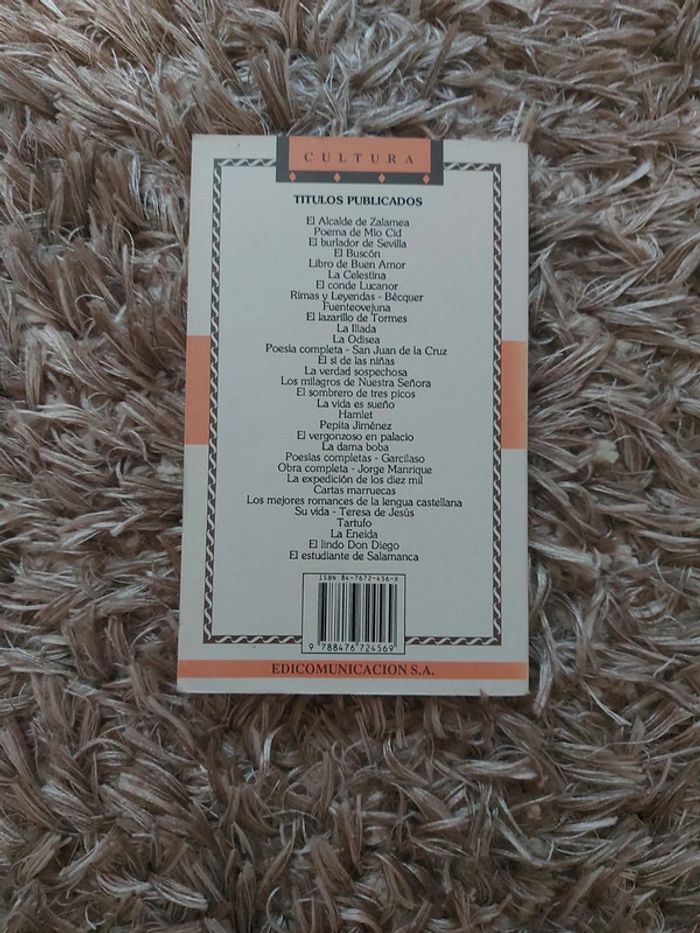 CULTURA
TITULOS PUBLICADOS
El Alcalde de Zalamea
Poema de Mio Cid
El burlador de Sevilla
El Buscón
Libro de Buen Amor
La Celestina
El conde Lucanor
Rimas y Leyendas - Bécquer
Fuenteovejuna
El lazarillo de Tormes
La Ilíada
La Odisea
Poesía completa - San Juan de la Cruz
El sí de las niñas
La verdad sospechosa
Los milagros de Nuestra Señora
El sombrero de tres picos
La vida es sueño
Hamlet
Pepita Jiménez
El vergonzoso en palacio
La dama boba
Poesías completas - Garcilaso
Obra completa - Jorge Manrique
La expedición de los diez mil
Cartas marruecas
Los mejores romances de la lengua castellana
Su vida - Teresa de Jesús
Tartufo
La Eneida
El lindo Don Diego
El estudiante de Salamanca
ISBN 84-7672-456-X
9 788476 724569
EDICOMUNICACION S.A.